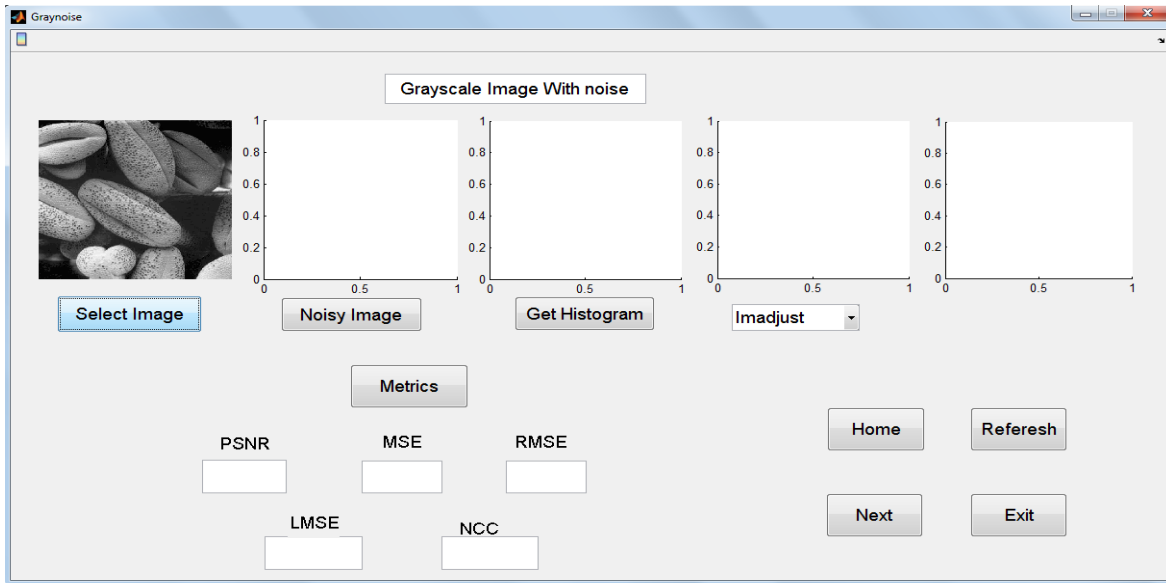 Graynoise
Grayscale Image With noise
1 1 1 1
0.8 0.8 0.8 0.8
0.6 0.6 0.6 0.6
0.4 0.4 0.4 0.4
0.2 0.2 0.2 0.2
0 0 0 0
0 0.5 1 0 0.5 1 0 0.5 1 0 0.5 1
Select Image Noisy Image Get Histogram Imadjust
Metrics
Home Referesh
PSNR MSE RMSE
Next Exit
LMSE NCC